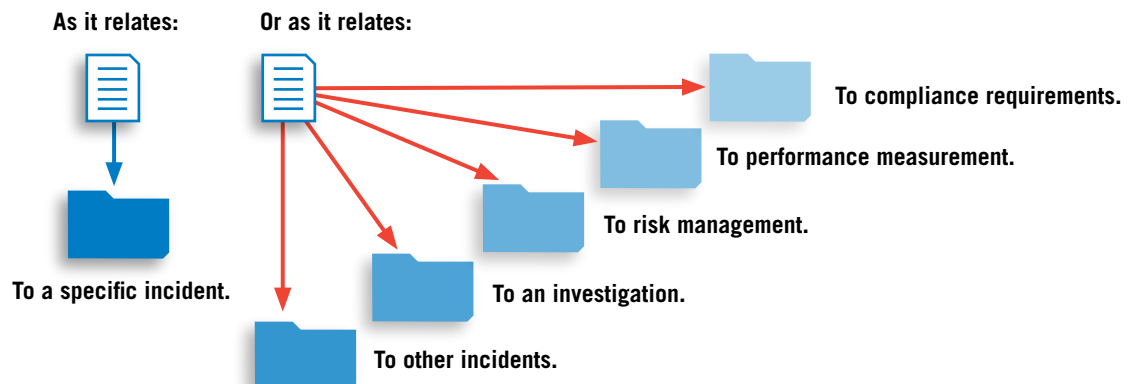 As it relates:
Or as it relates:
To compliance requirements.
To performance measurement.
To risk management.
To a specific incident.
To an investigation.
To other incidents.